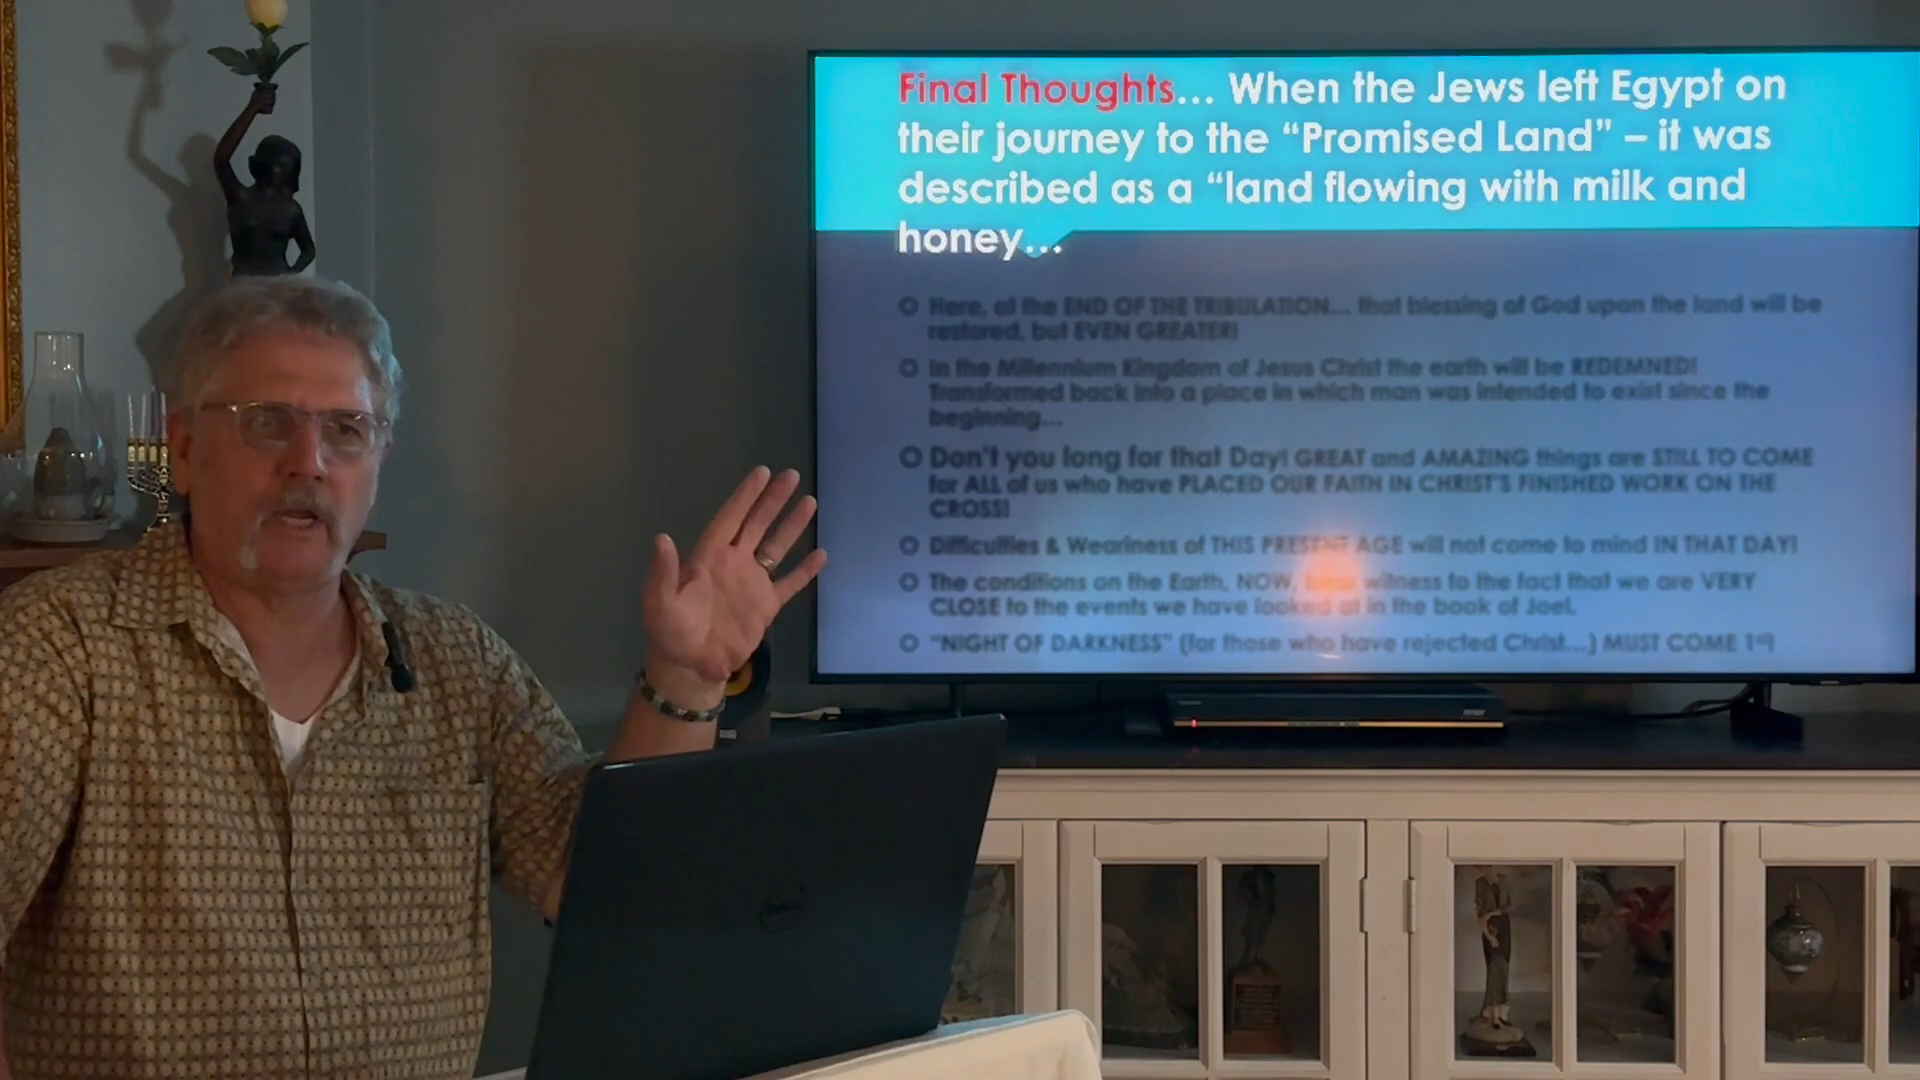 Final Thoughts... When the Jews left Egypt on
their journey to the “Promised Land” – it was
described as a “land flowing with milk and
honey...
Here, at the END OF THE TRIBULATION... that blessing of God upon the land will be
restored, but EVEN GREATER!
In the Millennium Kingdom of Jesus Christ the earth will be REDEMNED!
Transformed back into a place in which man was intended to exist since the
beginning...
Don't you long for that Day! GREAT and AMAZING things are STILL TO COME
for ALL of us who have PLACED OUR FAITH IN CHRIST'S FINISHED WORK ON THE
CROSS!
Difficulties & Weariness of THIS PRESENT AGE will not come to mind IN THAT DAY!
The conditions on the Earth, NOW, bear witness to the fact that we are VERY
CLOSE to the events we have looked at in the book of Joel.
“NIGHT OF DARKNESS” (for those who have rejected Christ...) MUST COME 1st!
DELL